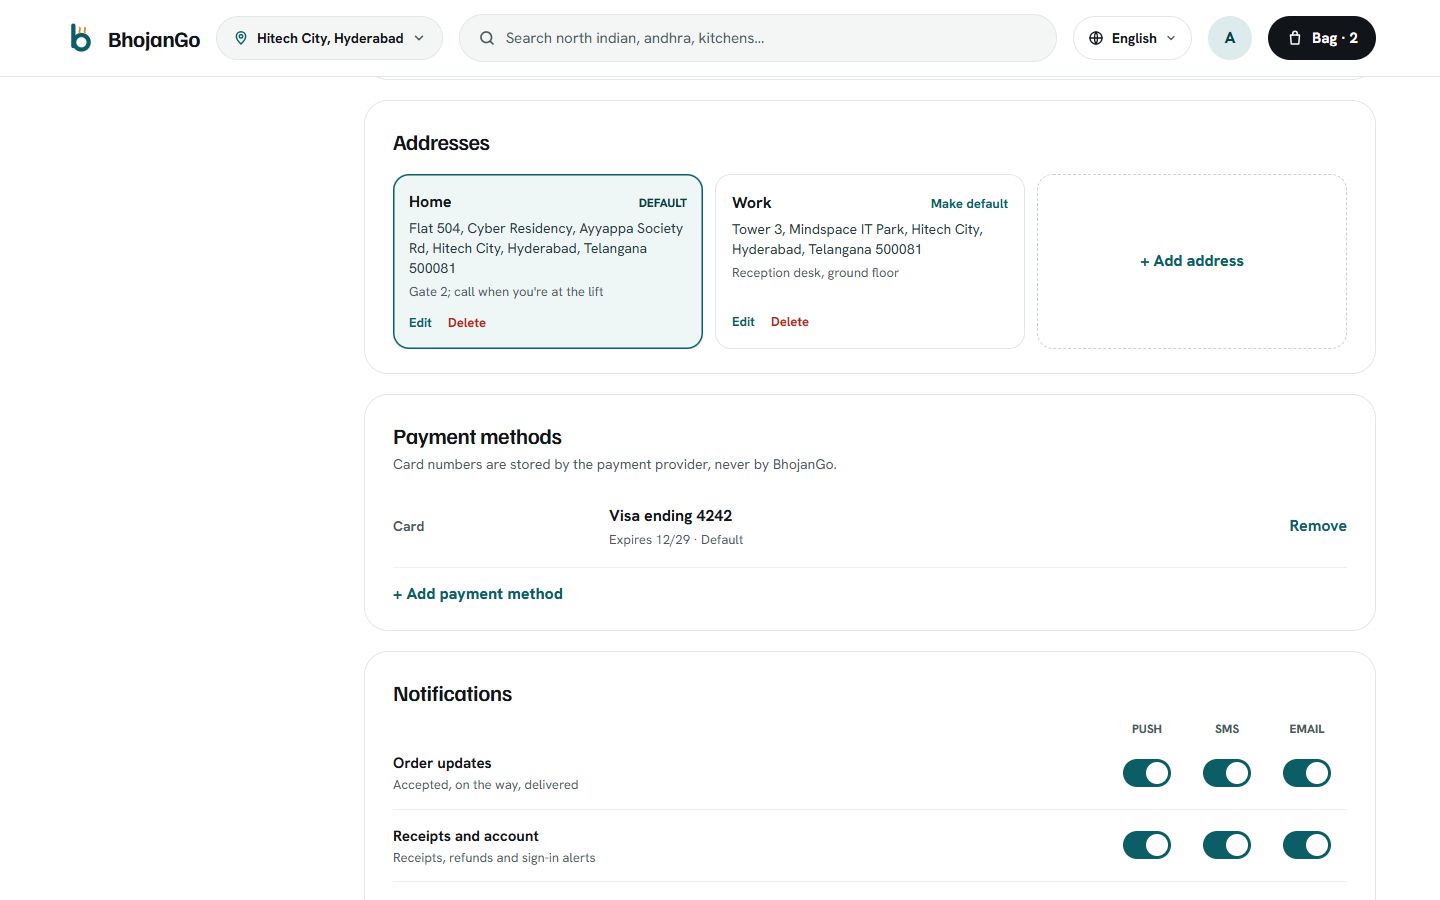 BhojanGo
Hitech City, Hyderabad
Search north indian, andhra, kitchens...
English
A
Bag · 2
Addresses
Home
DEFAULT
Flat 504, Cyber Residency, Ayyappa Society
Rd, Hitech City, Hyderabad, Telangana
500081
Gate 2; call when you're at the lift
Edit
Delete
Work
Make default
Tower 3, Mindspace IT Park, Hitech City,
Hyderabad, Telangana 500081
Reception desk, ground floor
Edit
Delete
+ Add address
Payment methods
Card numbers are stored by the payment provider, never by BhojanGo.
Card
Visa ending 4242
Expires 12/29 · Default
Remove
+ Add payment method
Notifications
PUSH
SMS
EMAIL
Order updates
Accepted, on the way, delivered
Receipts and account
Receipts, refunds and sign-in alerts